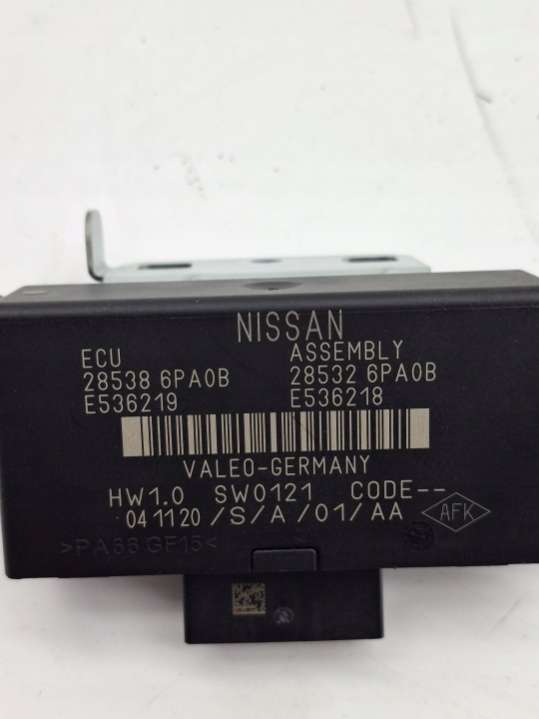 NISSAN
ECU ASSEMBLY
28538 6PA0B 28532 6PA0B
E536219 E536218
VALEO-GERMANY
HW1.0 SW0121 CODE--
041120 /S/A/01/AA AFK
>PA66 GF15<